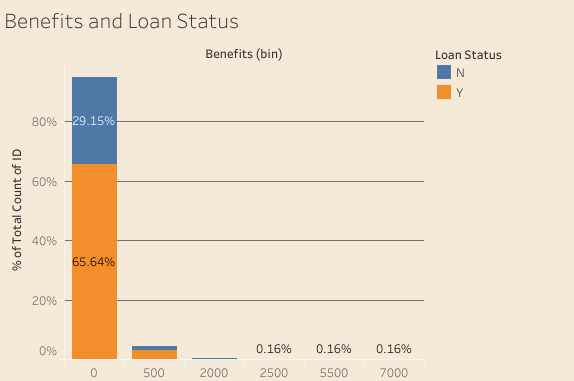 Benefits and Loan Status
Benefits (bin)
Loan Status
N
Y
% of Total Count of ID
80%
60%
40%
20%
0%
29.15%
65.64%
0.16%
0.16%
0.16%
0
500
2000
2500
5500
7000